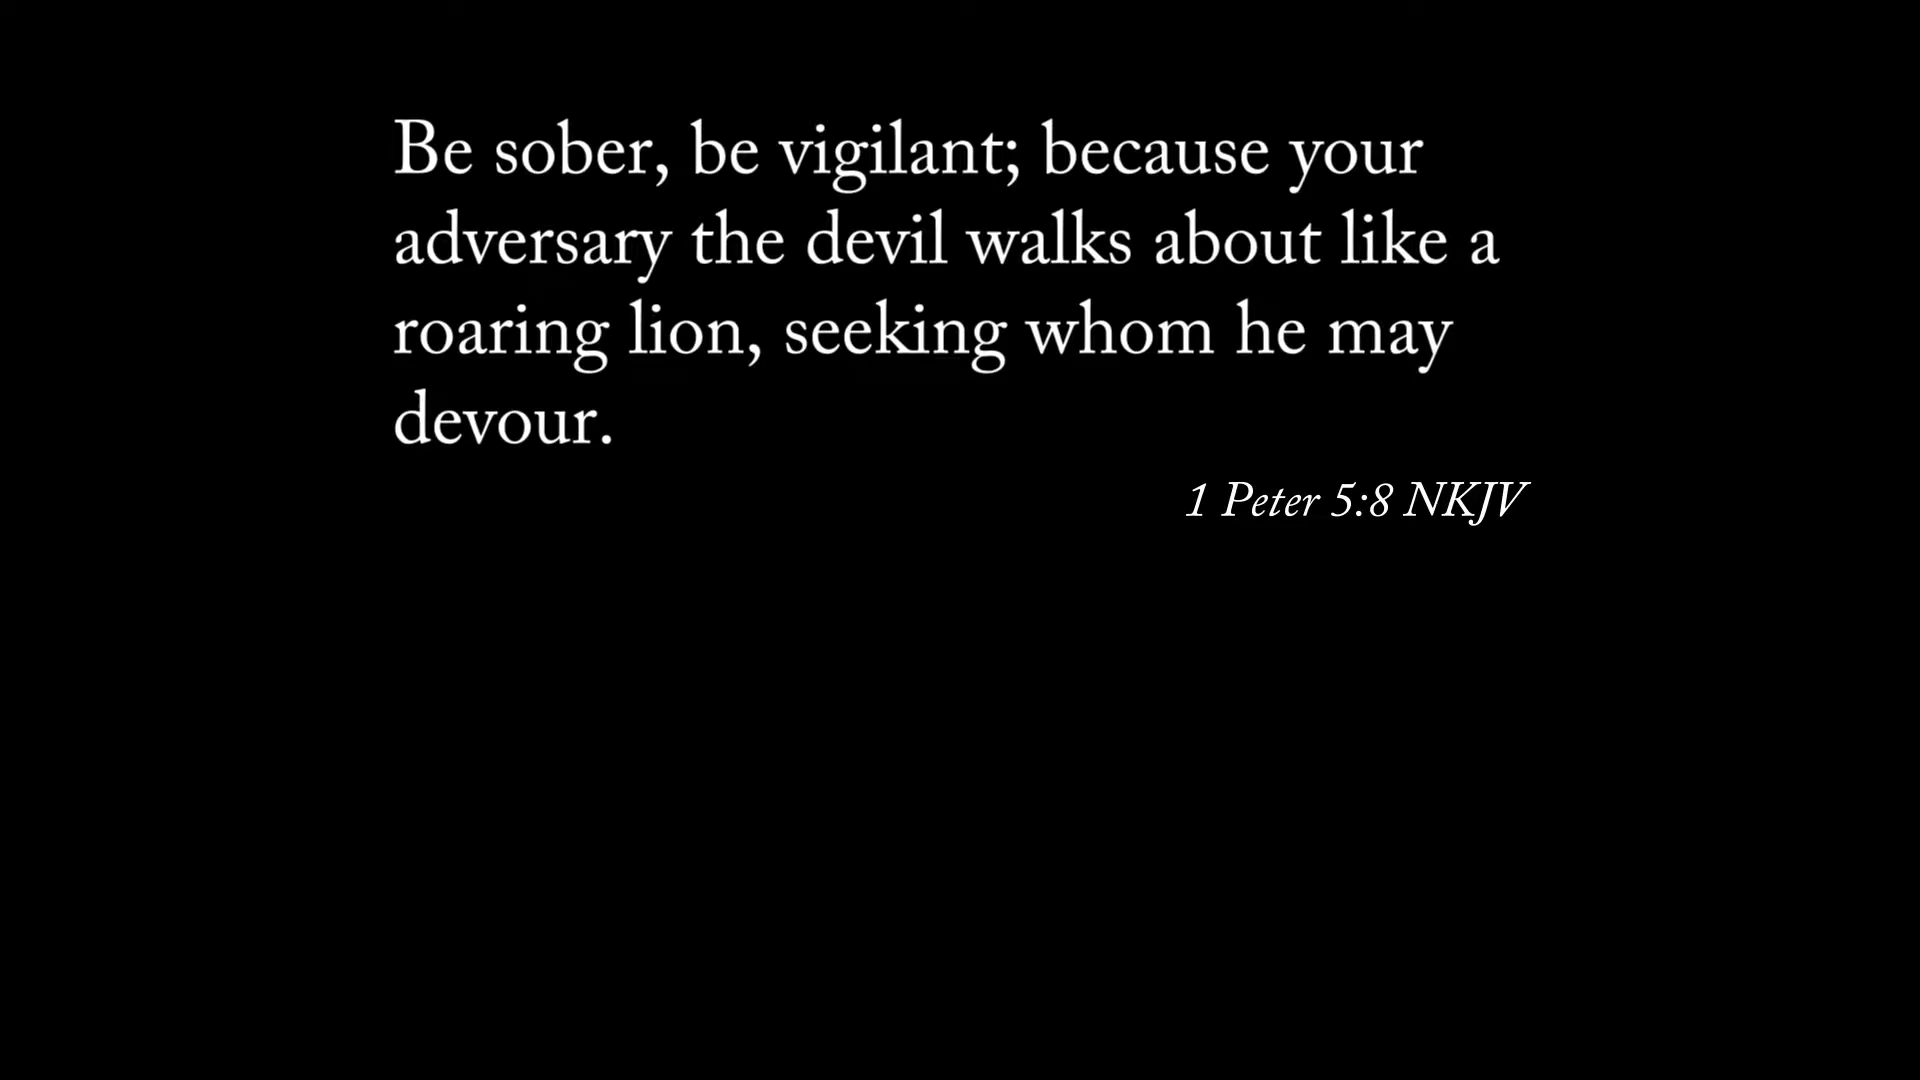 Be sober, be vigilant; because your
adversary the devil walks about like a
roaring lion, seeking whom he may
devour.
1 Peter 5:8 NKJV